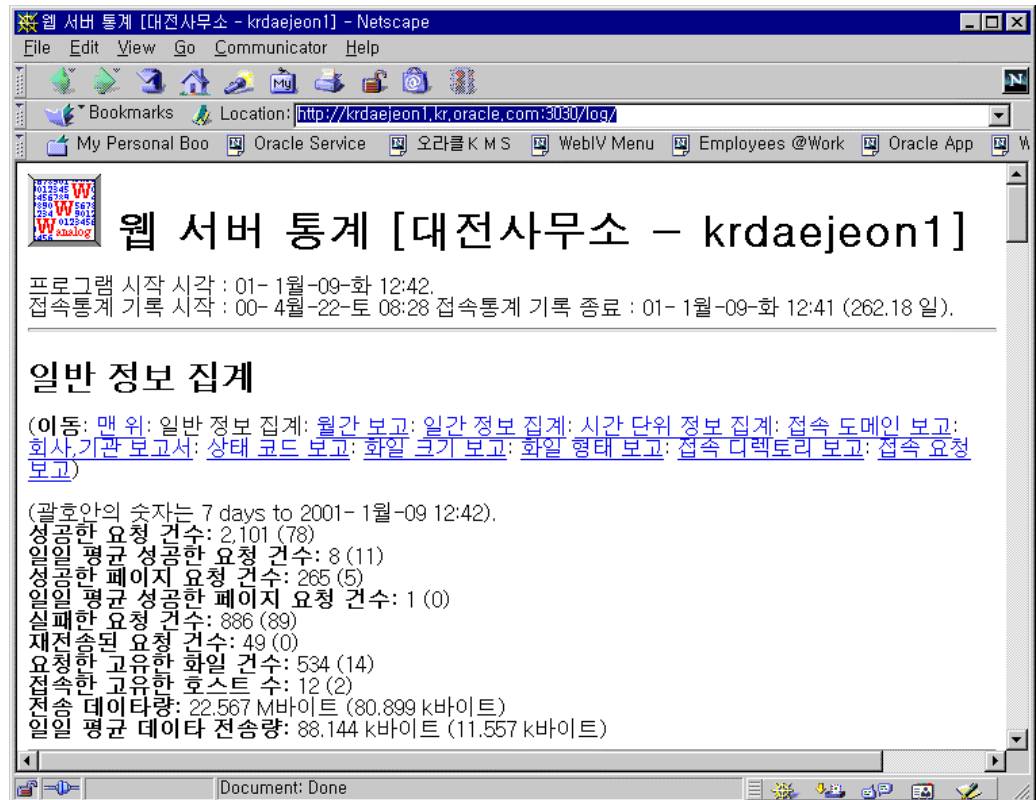 웹 서버 통계 [대전사무소 - krdaejeon1] - Netscape
File Edit View Go Communicator Help
My
N
Bookmarks Location: http://krdaejeon1.kr.oracle.com:3030/log/
My Personal Boo Oracle Service 오라클 K M S WebIV Menu Employees @Work Oracle App W
W W W analog
웹 서버 통계 [대전사무소 - krdaejeon1]
프로그램 시작 시각 : 01- 1월-09-화 12:42.
접속통계 기록 시작 : 00- 4월-22-토 08:28 접속통계 기록 종료 : 01- 1월-09-화 12:41 (262.18 일).
일반 정보 집계
(이동: 맨 위: 일반 정보 집계: 월간 보고: 일간 정보 집계: 시간 단위 정보 집계: 접속 도메인 보고:
회사,기관 보고서: 상태 코드 보고: 화일 크기 보고: 화일 형태 보고: 접속 디렉토리 보고: 접속 요청
보고)
(괄호안의 숫자는 7 days to 2001- 1월-09 12:42).
성공한 요청 건수: 2,101 (78)
일일 평균 성공한 요청 건수: 8 (11)
성공한 페이지 요청 건수: 265 (5)
일일 평균 성공한 페이지 요청 건수: 1 (0)
실패한 요청 건수: 886 (89)
재전송된 요청 건수: 49 (0)
요청한 고유한 화일 건수: 534 (14)
접속한 고유한 호스트 수: 12 (2)
전송 데이타량: 22.567 M바이트 (80.899 k바이트)
일일 평균 데이타 전송량: 88.144 k바이트 (11.557 k바이트)
Document: Done